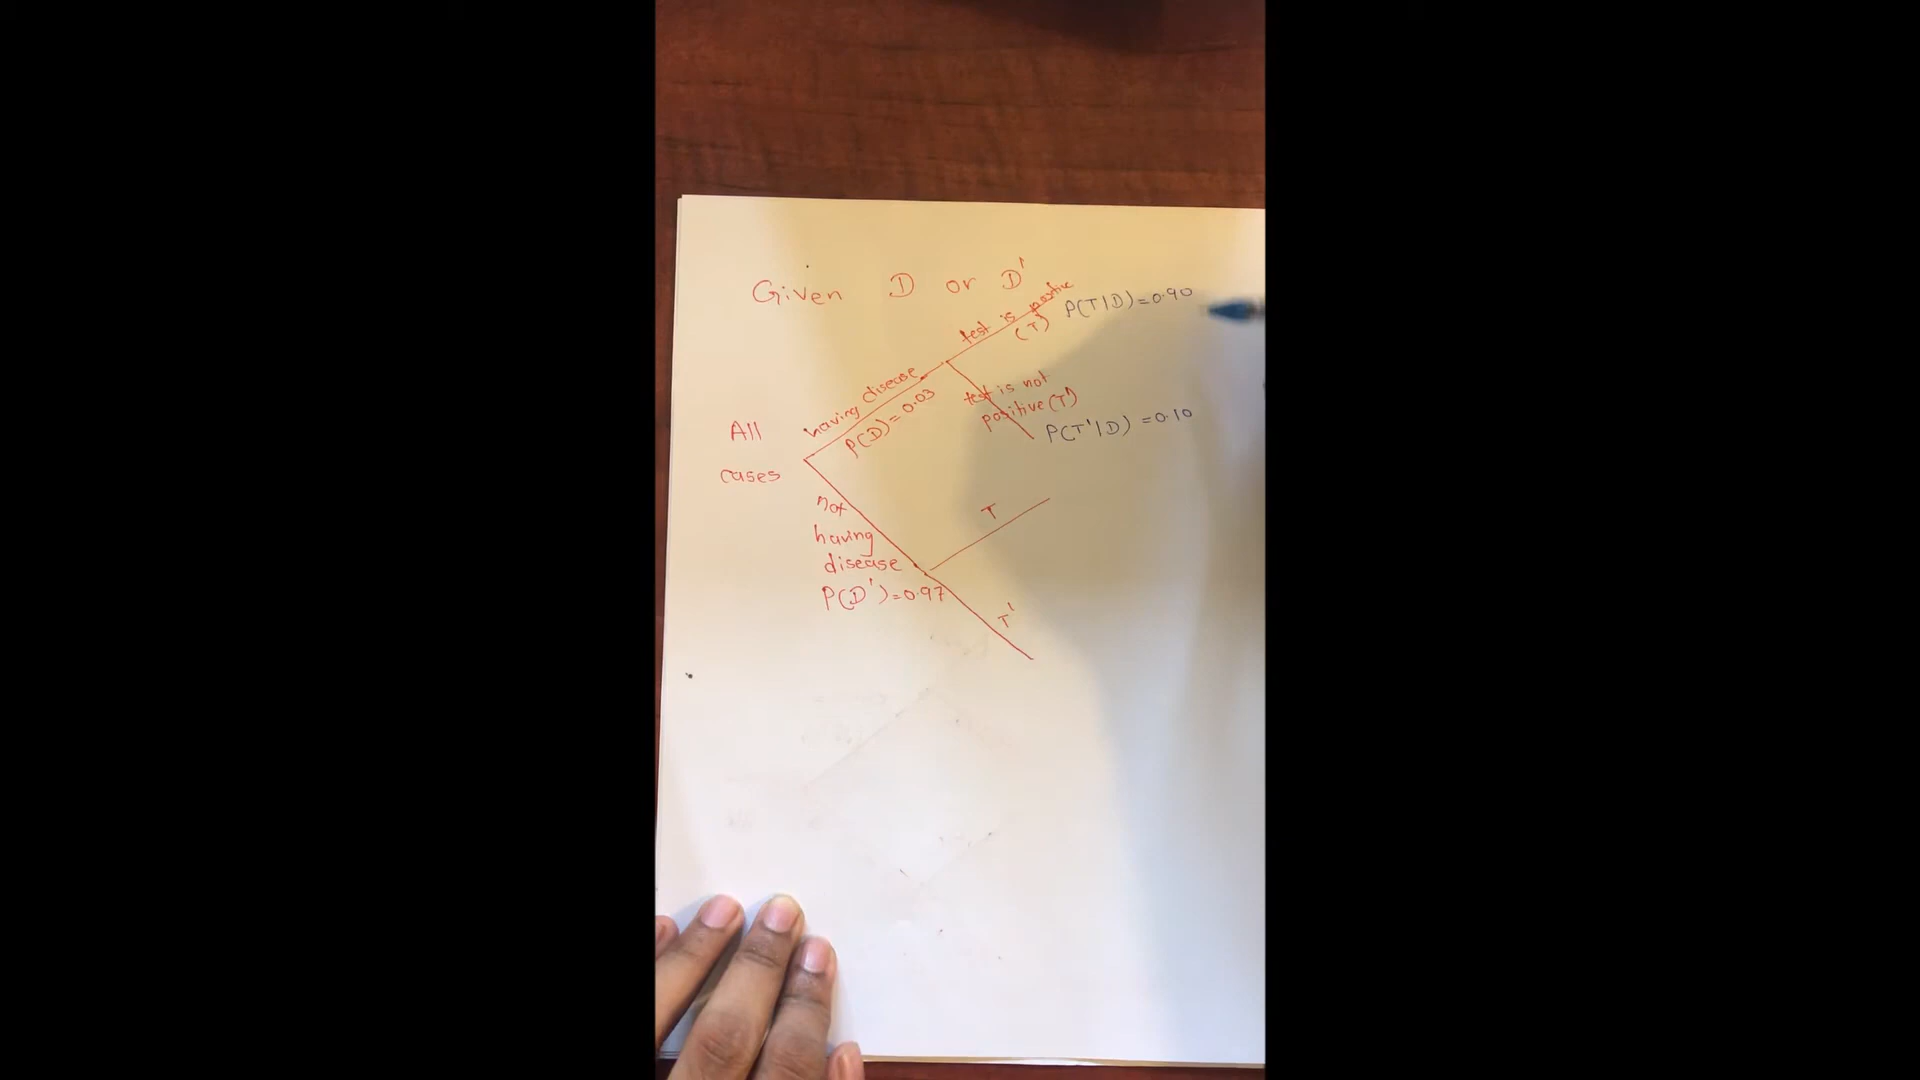 Given D or D'
test is positive
(T)
P(T|D)=0.90
having disease
P(D)=0.03
test is not
positive(T')
P(T'|D) =0.10
All
cases
not
having
disease
P(D')=0.97
T
T'